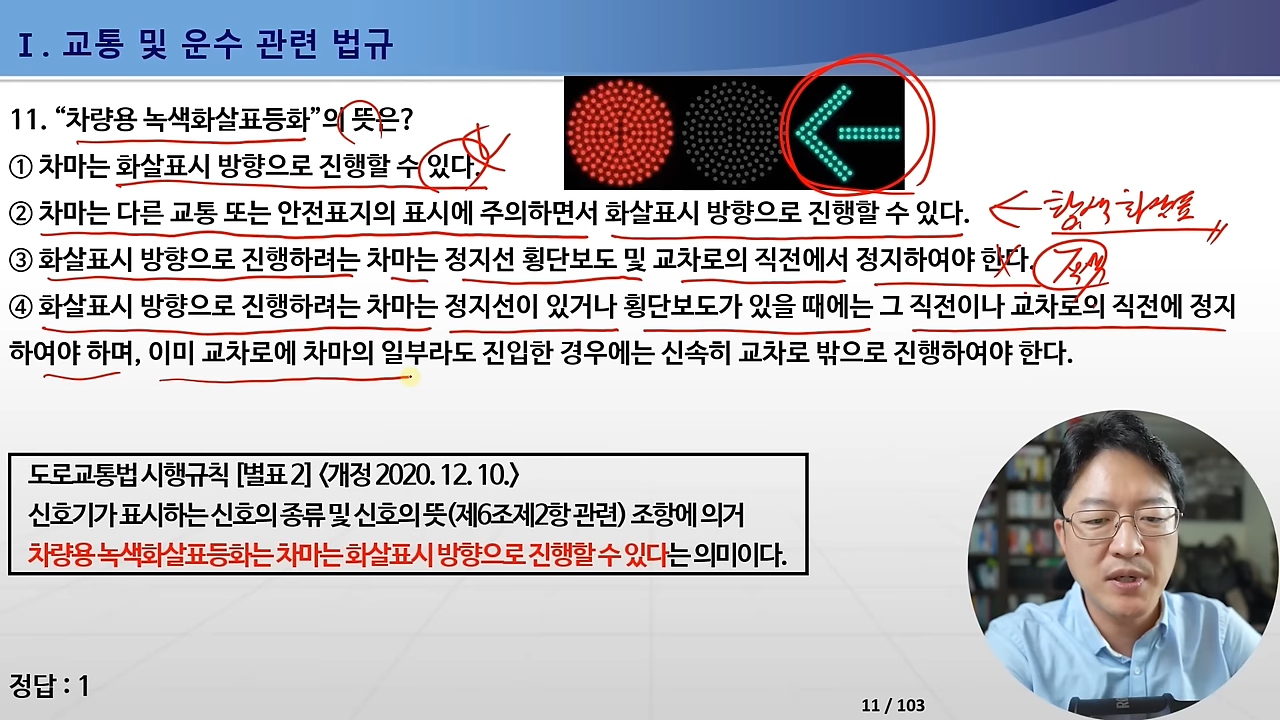 Ⅰ. 교통 및 운수 관련 법규
11. “차량용 녹색화살표등화”의 뜻은?
① 차마는 화살표시 방향으로 진행할 수 있다.
② 차마는 다른 교통 또는 안전표지의 표시에 주의하면서 화살표시 방향으로 진행할 수 있다.
③ 화살표시 방향으로 진행하려는 차마는 정지선 횡단보도 및 교차로의 직전에서 정지하여야 한다.
④ 화살표시 방향으로 진행하려는 차마는 정지선이 있거나 횡단보도가 있을 때에는 그 직전이나 교차로의 직전에 정지
하여야 하며, 이미 교차로에 차마의 일부라도 진입한 경우에는 신속히 교차로 밖으로 진행하여야 한다.
도로교통법 시행규칙 [별표 2] <개정 2020. 12. 10.>
신호기가 표시하는 신호의 종류 및 신호의 뜻(제6조제2항 관련) 조항에 의거
차량용 녹색화살표등화는 차마는 화살표시 방향으로 진행할 수 있다는 의미이다.
정답 : 1
11 / 103